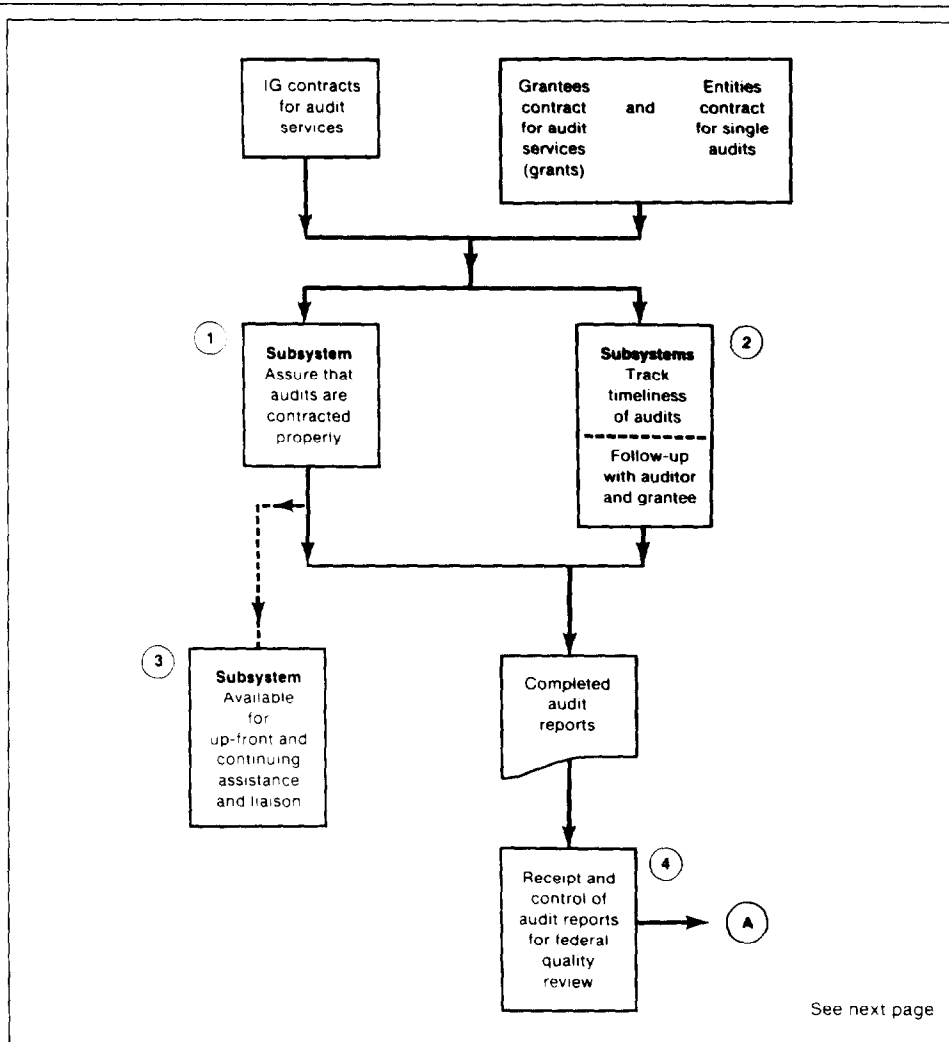 IG contracts
for audit
services
Grantees
contract
for audit
services
(grants)
and
Entities
contract
for single
audits
1
Subsystem
Assure that
audits are
contracted
properly
2
Subsystems
Track
timeliness
of audits
Follow-up
with auditor
and grantee
3
Subsystem
Available
for
up-front and
continuing
assistance
and liaison
Completed
audit
reports
4
Receipt and
control of
audit reports
for federal
quality
review
A
See next page